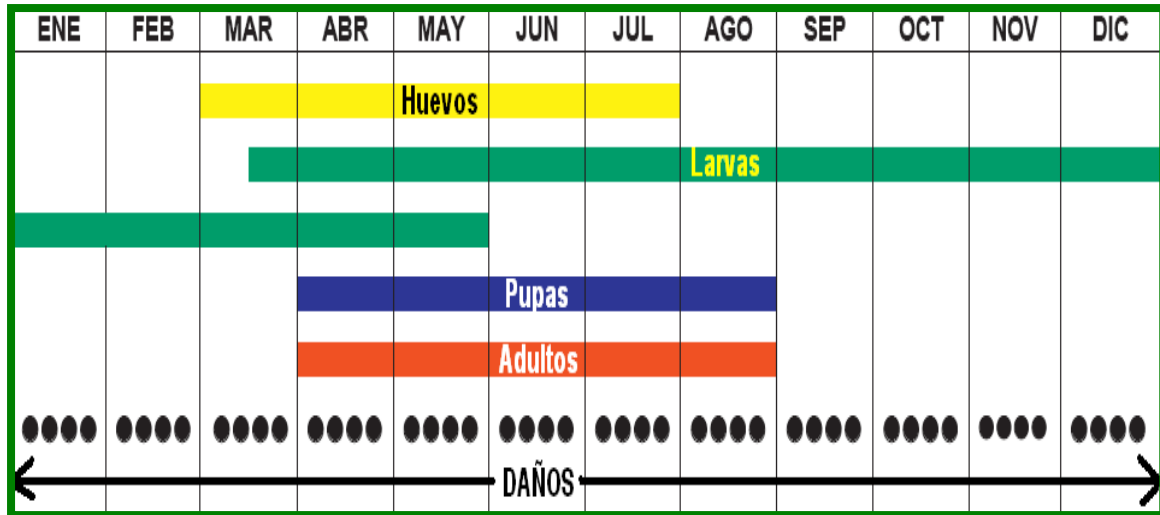 ENE FEB MAR ABR MAY JUN JUL AGO SEP OCT NOV DIC
Huevos
Larvas
Pupas
Adultos
DAÑOS